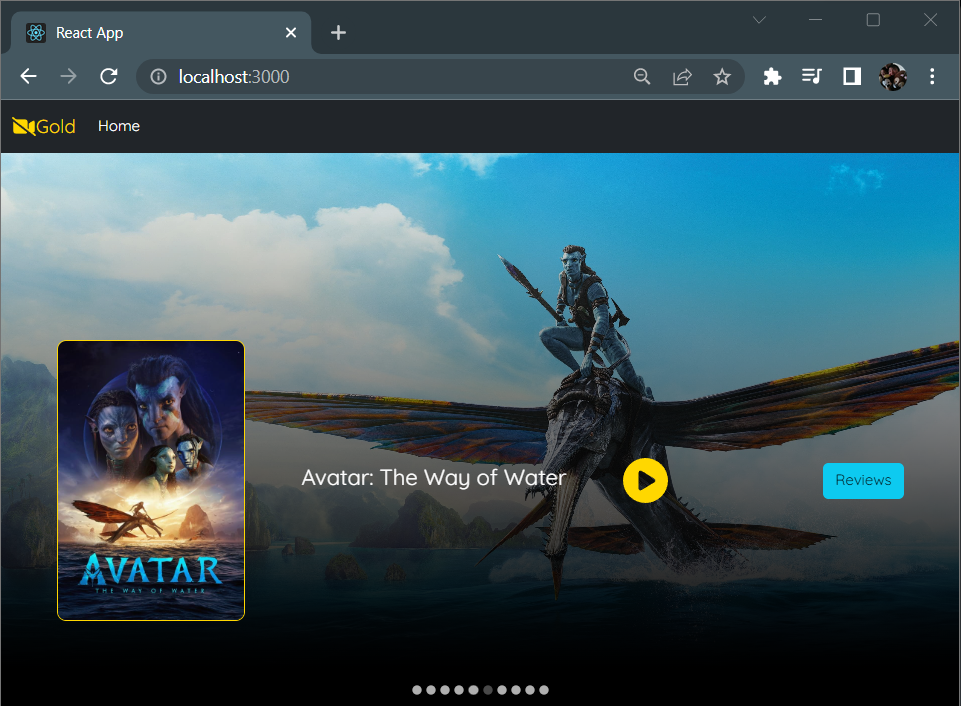 React App
localhost:3000
Gold
Home
Avatar: The Way of Water
Reviews
AVATAR
THE WAY OF WATER